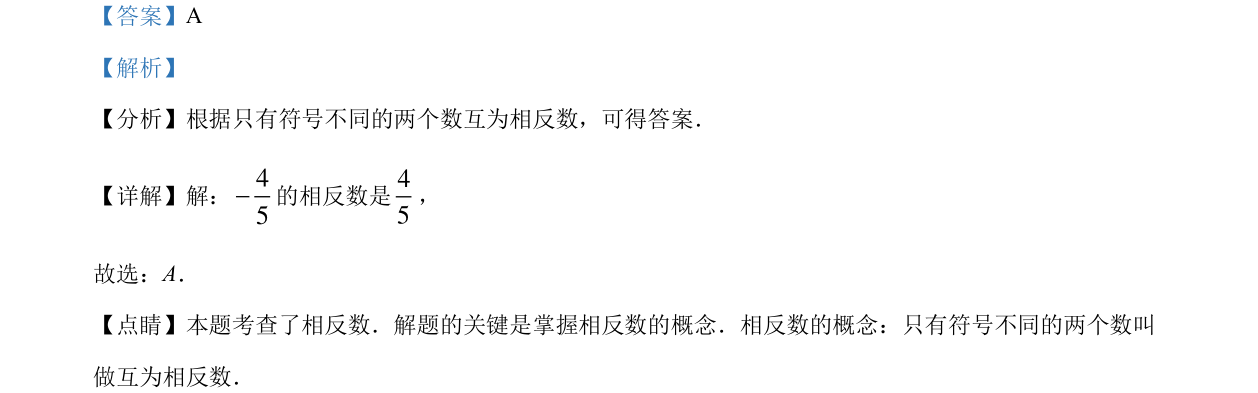 【答案】A
【解析】
【分析】根据只有符号不同的两个数互为相反数，可得答案．
【详解】解：$-\frac{4}{5}$的相反数是$\frac{4}{5}$，
故选：A．
【点睛】本题考查了相反数．解题的关键是掌握相反数的概念．相反数的概念：只有符号不同的两个数叫
做互为相反数．